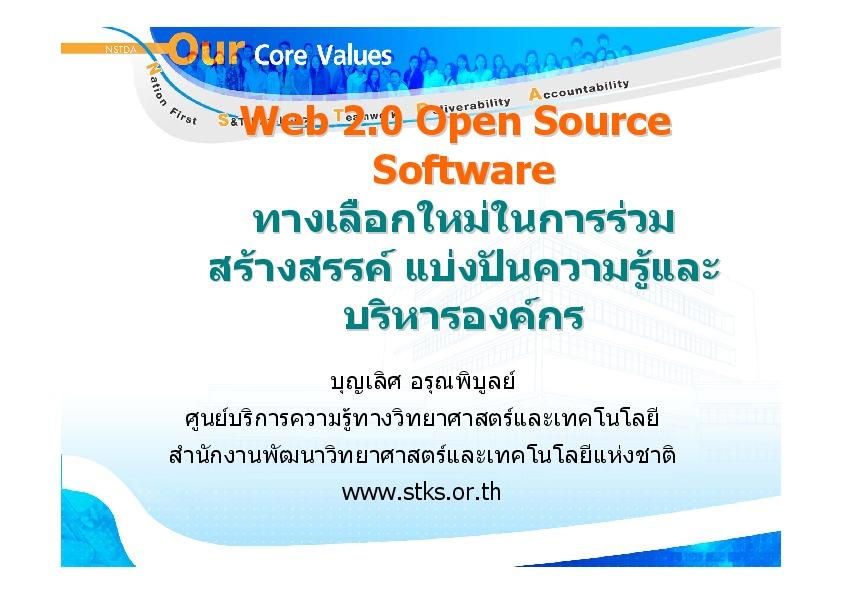 NSTDA
Our Core Values
Nation First
Teamwork
Deliverability
Accountability
Web 2.0 Open Source
Software
ทางเลือกใหม่ในการร่วม
สร้างสรรค์ แบ่งปันความรู้และ
บริหารองค์กร
บุญเลิศ อรุณพิบูลย์
ศูนย์บริการความรู้ทางวิทยาศาสตร์และเทคโนโลยี
สำนักงานพัฒนาวิทยาศาสตร์และเทคโนโลยีแห่งชาติ
www.stks.or.th